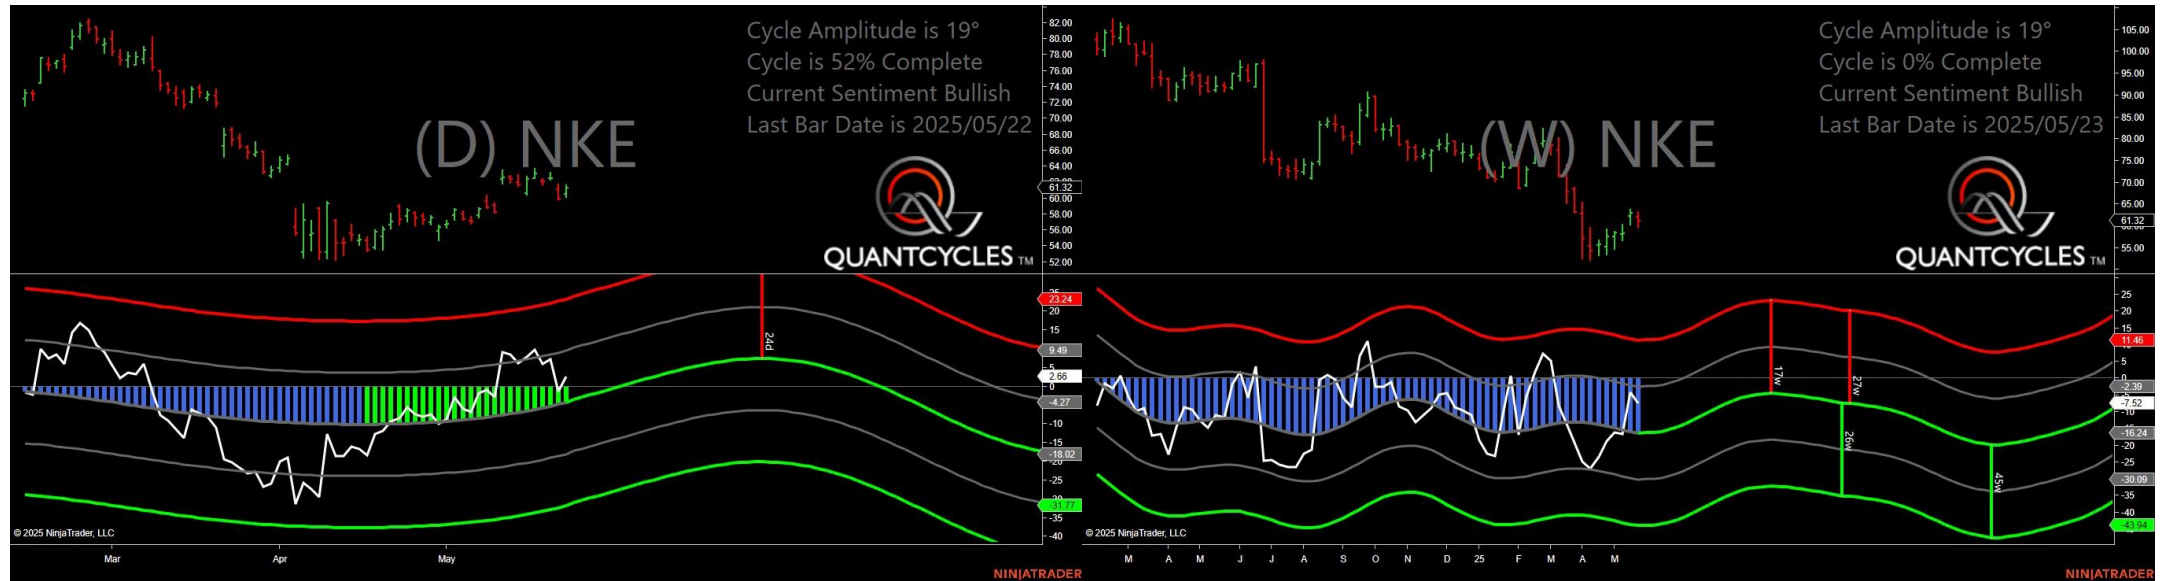 Cycle Amplitude is 19°
Cycle is 52% Complete
Current Sentiment Bullish
Last Bar Date is 2025/05/22
(D) NKE
QUANTCYCLES TM
82.00
80.00
78.00
76.00
74.00
72.00
70.00
68.00
66.00
64.00
61.32
60.00
58.00
56.00
54.00
52.00
24d
23.24
20
15
9.49
2.66
0
-4.27
-10
-15
-18.02
-25
-31.77
-35
-40
© 2025 NinjaTrader, LLC
Mar
Apr
May
NINJATRADER
Cycle Amplitude is 19°
Cycle is 0% Complete
Current Sentiment Bullish
Last Bar Date is 2025/05/23
(W) NKE
QUANTCYCLES TM
105.00
100.00
95.00
90.00
85.00
80.00
75.00
70.00
65.00
61.32
55.00
17w
27w
26w
45w
25
20
15
11.46
5
0
-2.39
-7.52
-16.24
-20
-25
-30.09
-35
-40
-43.94
© 2025 NinjaTrader, LLC
M A M J J A S O N D 25 F M A M
NINJATRADER